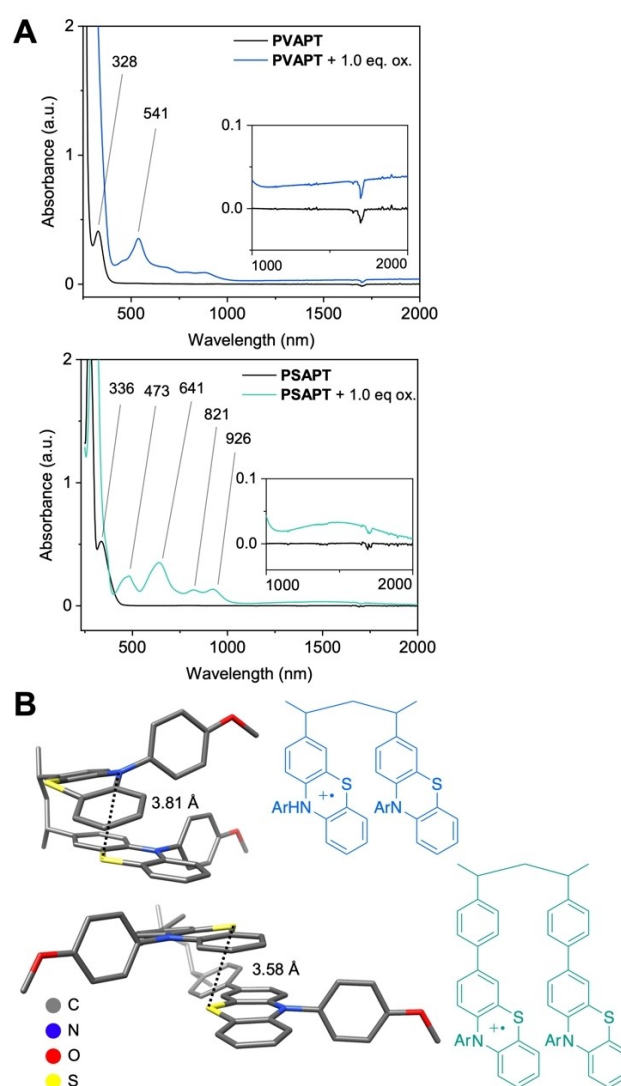 A
PVAPT
PVAPT + 1.0 eq. ox.
328
541
Absorbance (a.u.)
2
1
0
0.1
0.0
1000
2000
500
1000
1500
2000
Wavelength (nm)
PSAPT
PSAPT + 1.0 eq ox.
336
473
641
821
926
Absorbance (a.u.)
2
1
0
0.1
0.0
1000
2000
500
1000
1500
2000
Wavelength (nm)
B
3.81 Å
S
+•
ArHN
S
ArN
3.58 Å
S
+•
ArN
S
ArN
C
N
O
S